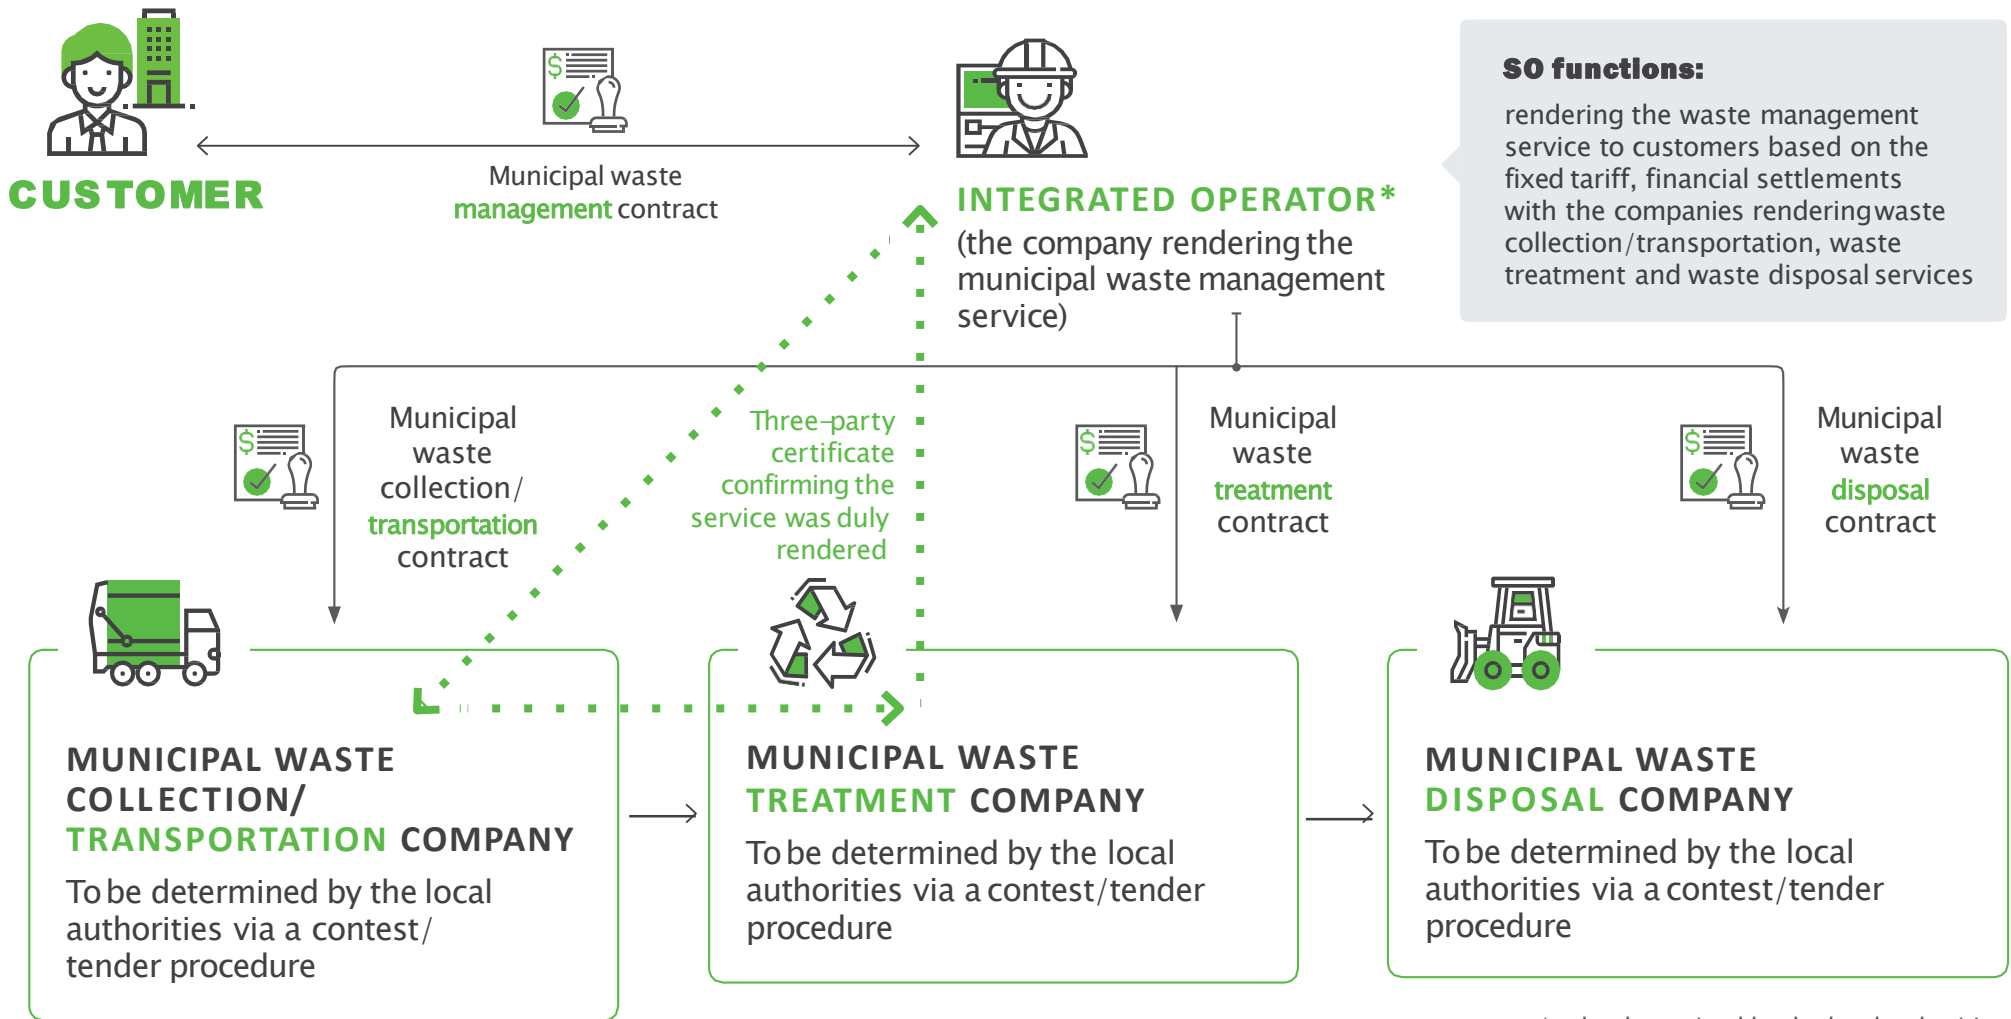 CUSTOMER
Municipal waste
management contract
INTEGRATED OPERATOR*
(the company rendering the
municipal waste management
service)
SO functions:
rendering the waste management
service to customers based on the
fixed tariff, financial settlements
with the companies rendering waste
collection/transportation, waste
treatment and waste disposal services
Municipal
waste
collection/
transportation
contract
Three-party
certificate
confirming the
service was duly
rendered
Municipal
waste
treatment
contract
Municipal
waste
disposal
contract
MUNICIPAL WASTE
COLLECTION/
TRANSPORTATION COMPANY
To be determined by the local
authorities via a contest/
tender procedure
MUNICIPAL WASTE
TREATMENT COMPANY
To be determined by the local
authorities via a contest/tender
procedure
MUNICIPAL WASTE
DISPOSAL COMPANY
To be determined by the local
authorities via a contest/tender
procedure